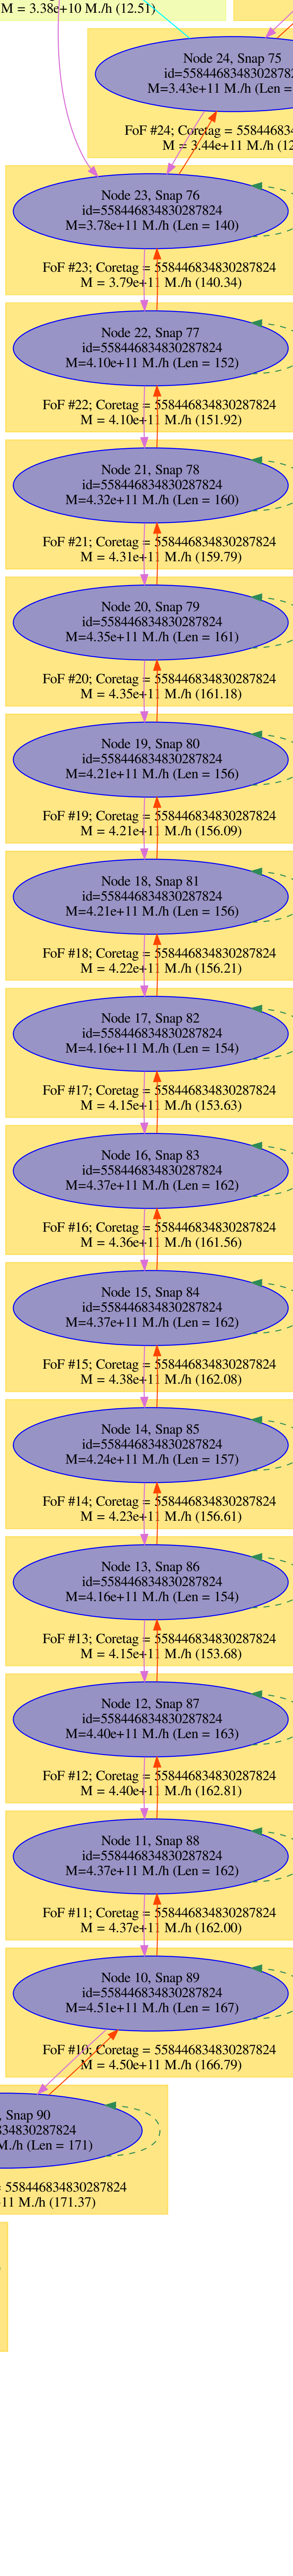 M = 3.38e+10 M./h (12.51)
Node 24, Snap 75
M=3.43e+11 M./h (Len =
FoF #24; Coretag =
M = 3.44e+11 M./h
Node 23, Snap 76
id=558446834830287824
M=3.78e+11 M./h (Len = 140)
FoF #23; Coretag = 558446834830287824
M = 3.79e+11 M./h (140.34)
Node 22, Snap 77
id=558446834830287824
M=4.10e+11 M./h (Len = 152)
FoF #22; Coretag = 558446834830287824
M = 4.10e+11 M./h (151.92)
Node 21, Snap 78
id=558446834830287824
M=4.32e+11 M./h (Len = 160)
FoF #21; Coretag = 558446834830287824
M = 4.31e+11 M./h (159.79)
Node 20, Snap 79
id=558446834830287824
M=4.35e+11 M./h (Len = 161)
FoF #20; Coretag = 558446834830287824
M = 4.35e+11 M./h (161.18)
Node 19, Snap 80
id=558446834830287824
M=4.21e+11 M./h (Len = 156)
FoF #19; Coretag = 558446834830287824
M = 4.21e+11 M./h (156.09)
Node 18, Snap 81
id=558446834830287824
M=4.21e+11 M./h (Len = 156)
FoF #18; Coretag = 558446834830287824
M = 4.22e+11 M./h (156.21)
Node 17, Snap 82
id=558446834830287824
M=4.16e+11 M./h (Len = 154)
FoF #17; Coretag = 558446834830287824
M = 4.15e+11 M./h (153.63)
Node 16, Snap 83
id=558446834830287824
M=4.37e+11 M./h (Len = 162)
FoF #16; Coretag = 558446834830287824
M = 4.36e+11 M./h (161.56)
Node 15, Snap 84
id=558446834830287824
M=4.37e+11 M./h (Len = 162)
FoF #15; Coretag = 558446834830287824
M = 4.38e+11 M./h (162.08)
Node 14, Snap 85
id=558446834830287824
M=4.24e+11 M./h (Len = 157)
FoF #14; Coretag = 558446834830287824
M = 4.23e+11 M./h (156.61)
Node 13, Snap 86
id=558446834830287824
M=4.16e+11 M./h (Len = 154)
FoF #13; Coretag = 558446834830287824
M = 4.15e+11 M./h (153.68)
Node 12, Snap 87
id=558446834830287824
M=4.40e+11 M./h (Len = 163)
FoF #12; Coretag = 558446834830287824
M = 4.40e+11 M./h (162.81)
Node 11, Snap 88
id=558446834830287824
M=4.37e+11 M./h (Len = 162)
FoF #11; Coretag = 558446834830287824
M = 4.37e+11 M./h (162.00)
Node 10, Snap 89
id=558446834830287824
M=4.51e+11 M./h (Len = 167)
FoF #10; Coretag = 558446834830287824
M = 4.50e+11 M./h (166.79)
, Snap 90
34830287824
M./h (Len = 171)
= 558446834830287824
11 M./h (171.37)